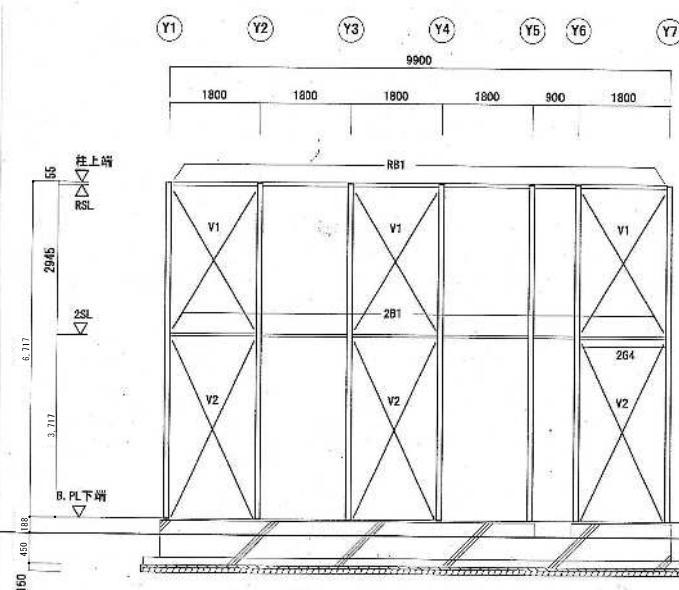 Y1 Y2 Y3 Y4 Y5 Y6 Y7
9900
1800 1800 1800 1800 900 1800
柱上端
55
RSL
RB1
V1 V1 V1
2945
2SL
2B1
2G4
6,717
V2 V2 V2
3,717
B.PL下端
188
450
150